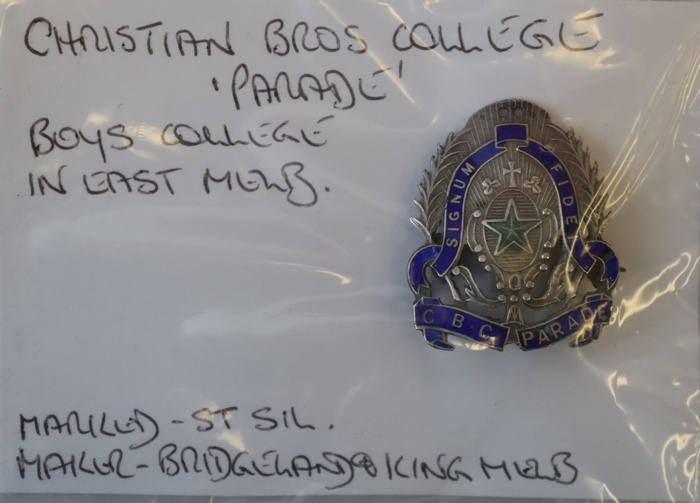 CHRISTIAN BROS COLLEGE
'PARADE'
BOYS COLLEGE
IN EAST MELB.
SIGNUM FIDEI
C·B·C· PARADE
MARKED - ST SIL.
MAKER - BRIDGELAND & KING MELB